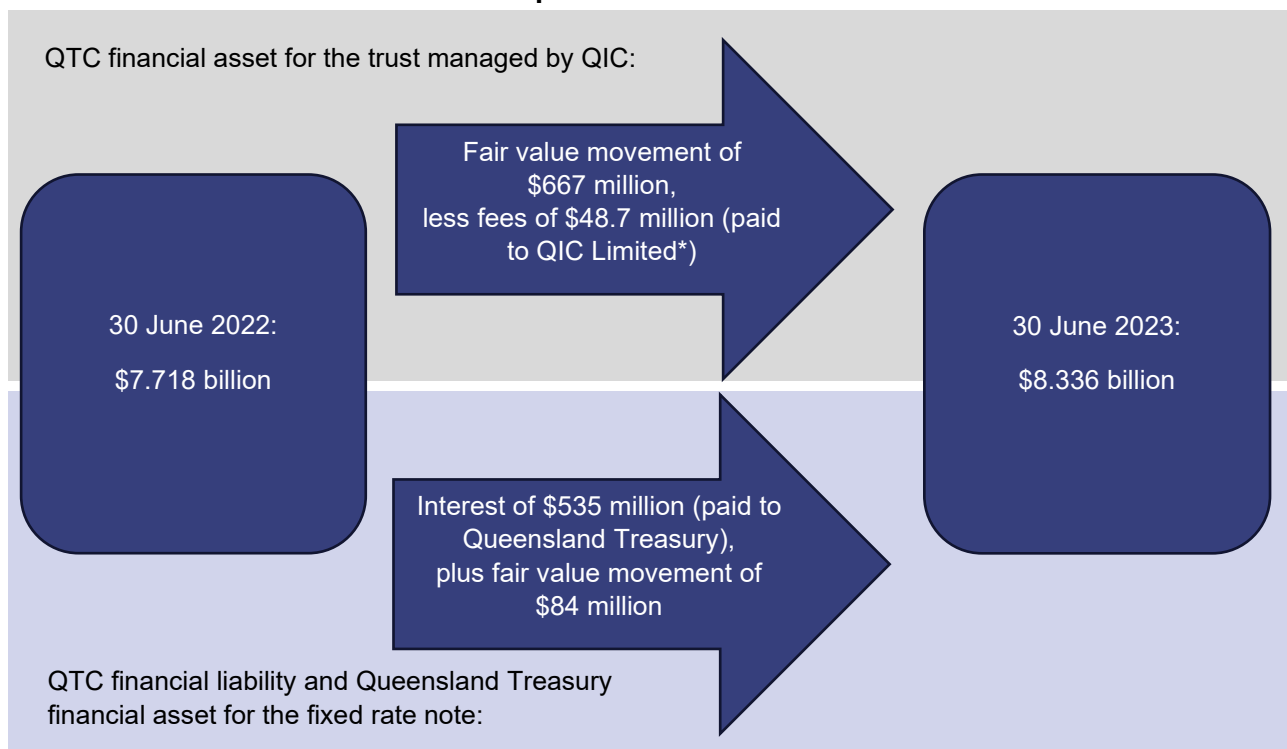 QTC financial asset for the trust managed by QIC:
Fair value movement of
$667 million,
less fees of $48.7 million (paid
to QIC Limited*)
30 June 2022:
$7.718 billion
30 June 2023:
$8.336 billion
Interest of $535 million (paid to
Queensland Treasury),
plus fair value movement of
$84 million
QTC financial liability and Queensland Treasury
financial asset for the fixed rate note: